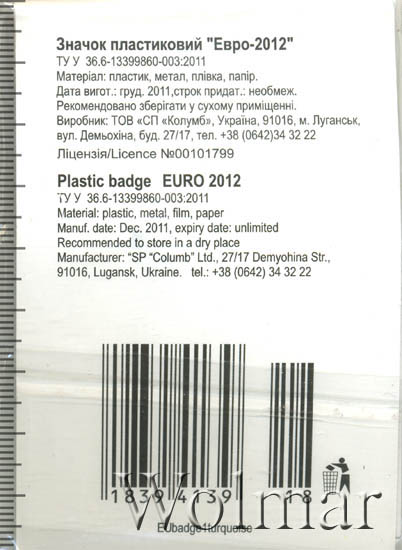 Значок пластиковий "Евро-2012"
ТУ У 36.6-13399860-003:2011
Матеріал: пластик, метал, плівка, папір.
Дата вигот.: груд. 2011,строк придат.: необмеж.
Рекомендовано зберігати у сухому приміщенні.
Виробник: ТОВ «СП «Колумб», Україна, 91016, м. Луганськ,
вул. Демьохіна, буд. 27/17, тел. +38 (0642)34 32 22
Ліцензія/Licence №00101799
Plastic badge EURO 2012
ТУ У 36.6-13399860-003:2011
Material: plastic, metal, film, paper
Manuf. date: Dec. 2011, expiry date: unlimited
Recommended to store in a dry place
Manufacturer: “SP “Columb” Ltd., 27/17 Demyohina Str.,
91016, Lugansk, Ukraine. tel.: +38 (0642) 34 32 22
1839 4139 18
Wolmar
EUbadge1turquerse